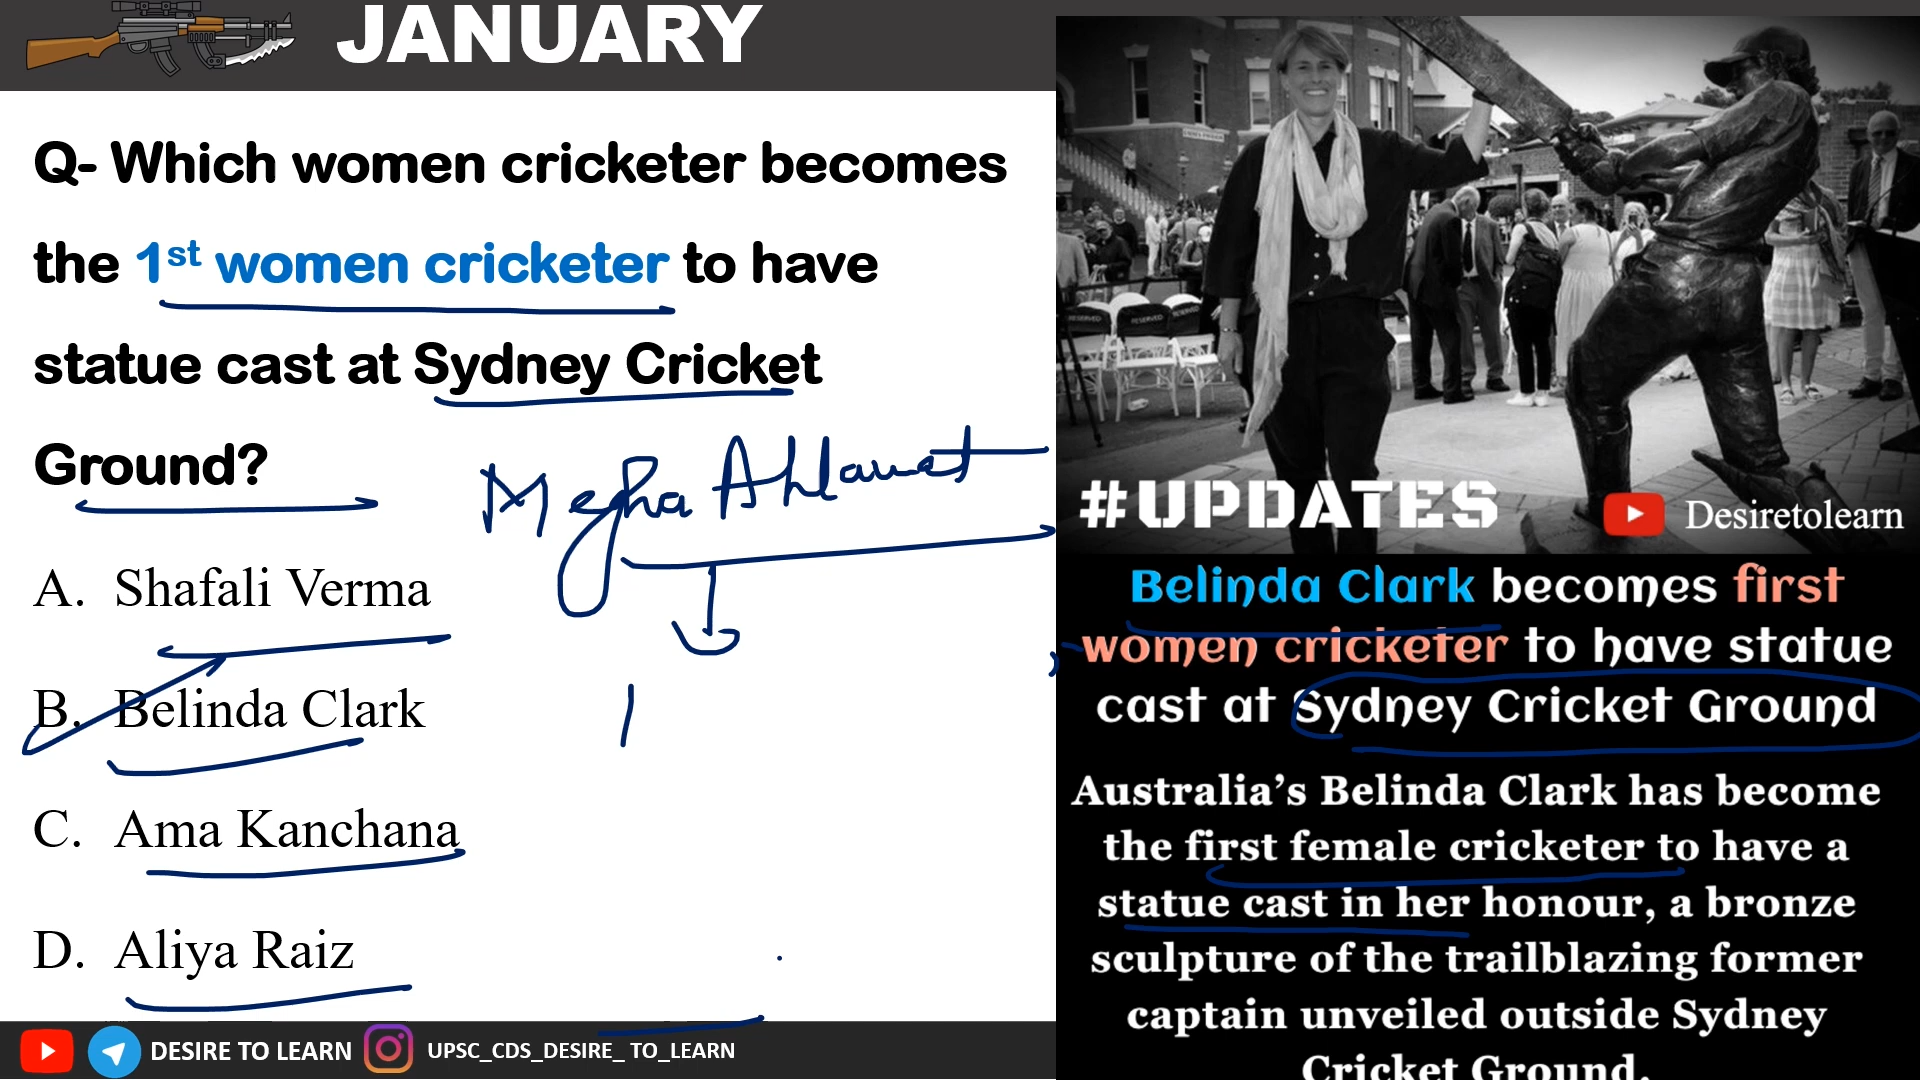 JANUARY
Q- Which women cricketer becomes
the 1st women cricketer to have
statue cast at Sydney Cricket
Ground?
Megha Ahlawat
A. Shafali Verma
B. Belinda Clark
C. Ama Kanchana
D. Aliya Raiz
DESIRE TO LEARN
UPSC_CDS_DESIRE_ TO_LEARN
RESERVED
RESERVED
#UPDATES
Desiretolearn
Belinda Clark becomes first
women cricketer to have statue
cast at Sydney Cricket Ground
Australia’s Belinda Clark has become
the first female cricketer to have a
statue cast in her honour, a bronze
sculpture of the trailblazing former
captain unveiled outside Sydney
Cricket Ground.